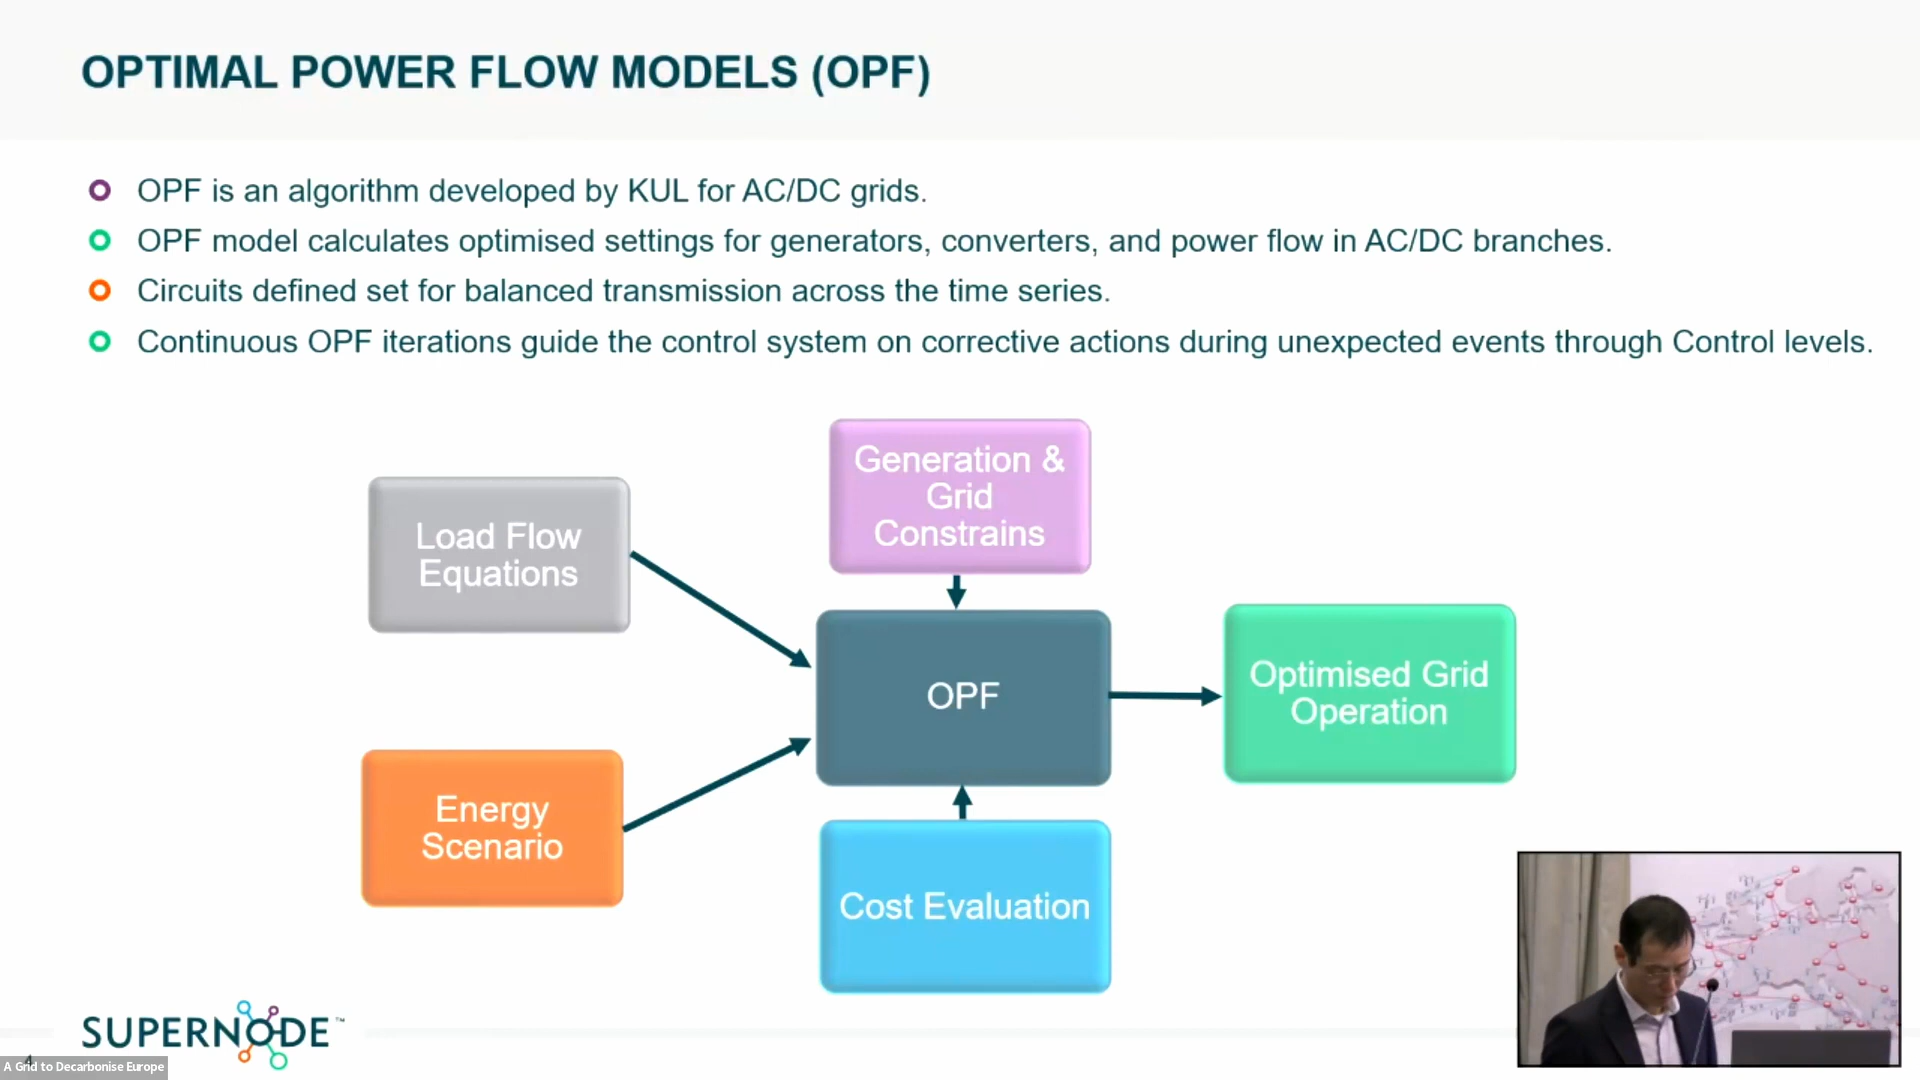 OPTIMAL POWER FLOW MODELS (OPF)
OPF is an algorithm developed by KUL for AC/DC grids.
OPF model calculates optimised settings for generators, converters, and power flow in AC/DC branches.
Circuits defined set for balanced transmission across the time series.
Continuous OPF iterations guide the control system on corrective actions during unexpected events through Control levels.
Generation &
Grid
Constrains
Load Flow
Equations
OPF
Optimised Grid
Operation
Energy
Scenario
Cost Evaluation
SUPERNODE™
4
A Grid to Decarbonise Europe